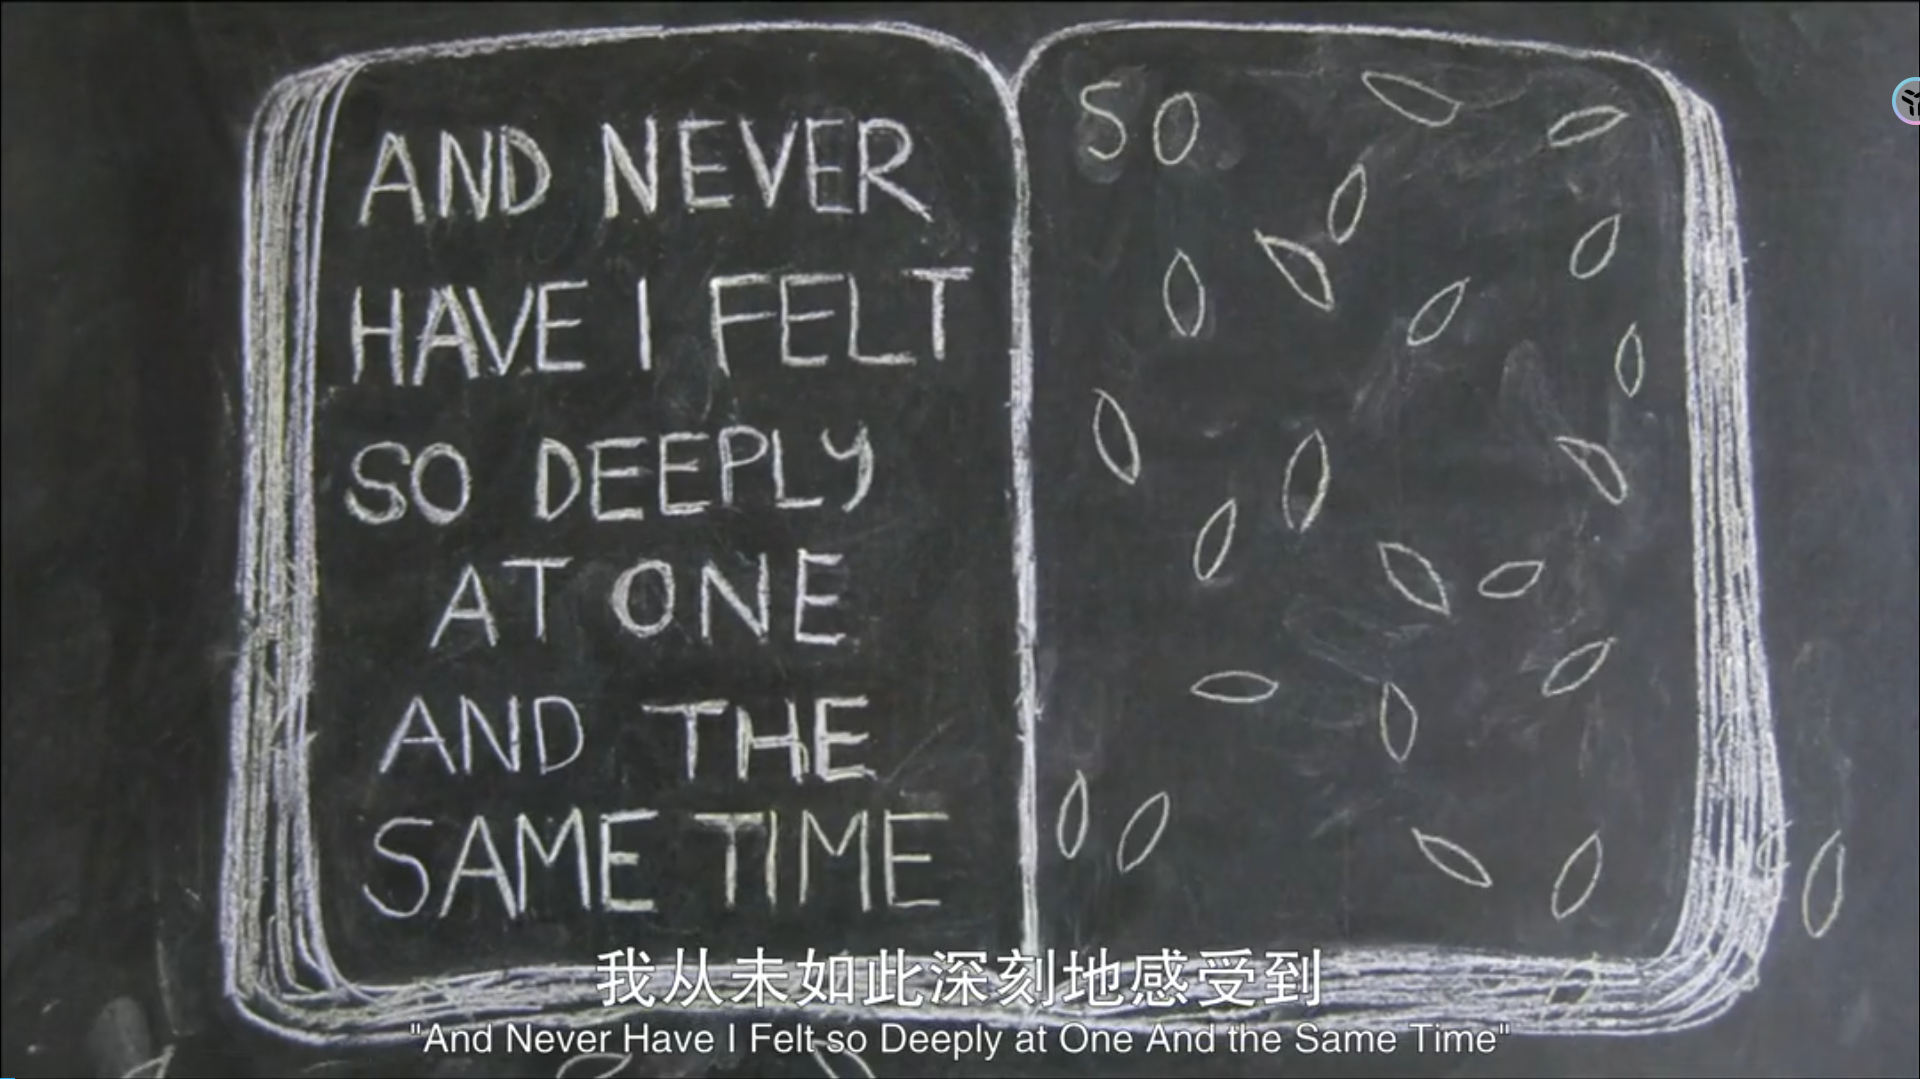 AND NEVER
HAVE I FELT
SO DEEPLY
AT ONE
AND THE
SAME TIME
SO
我从未如此深刻地感受到
"And Never Have I Felt so Deeply at One And the Same Time"